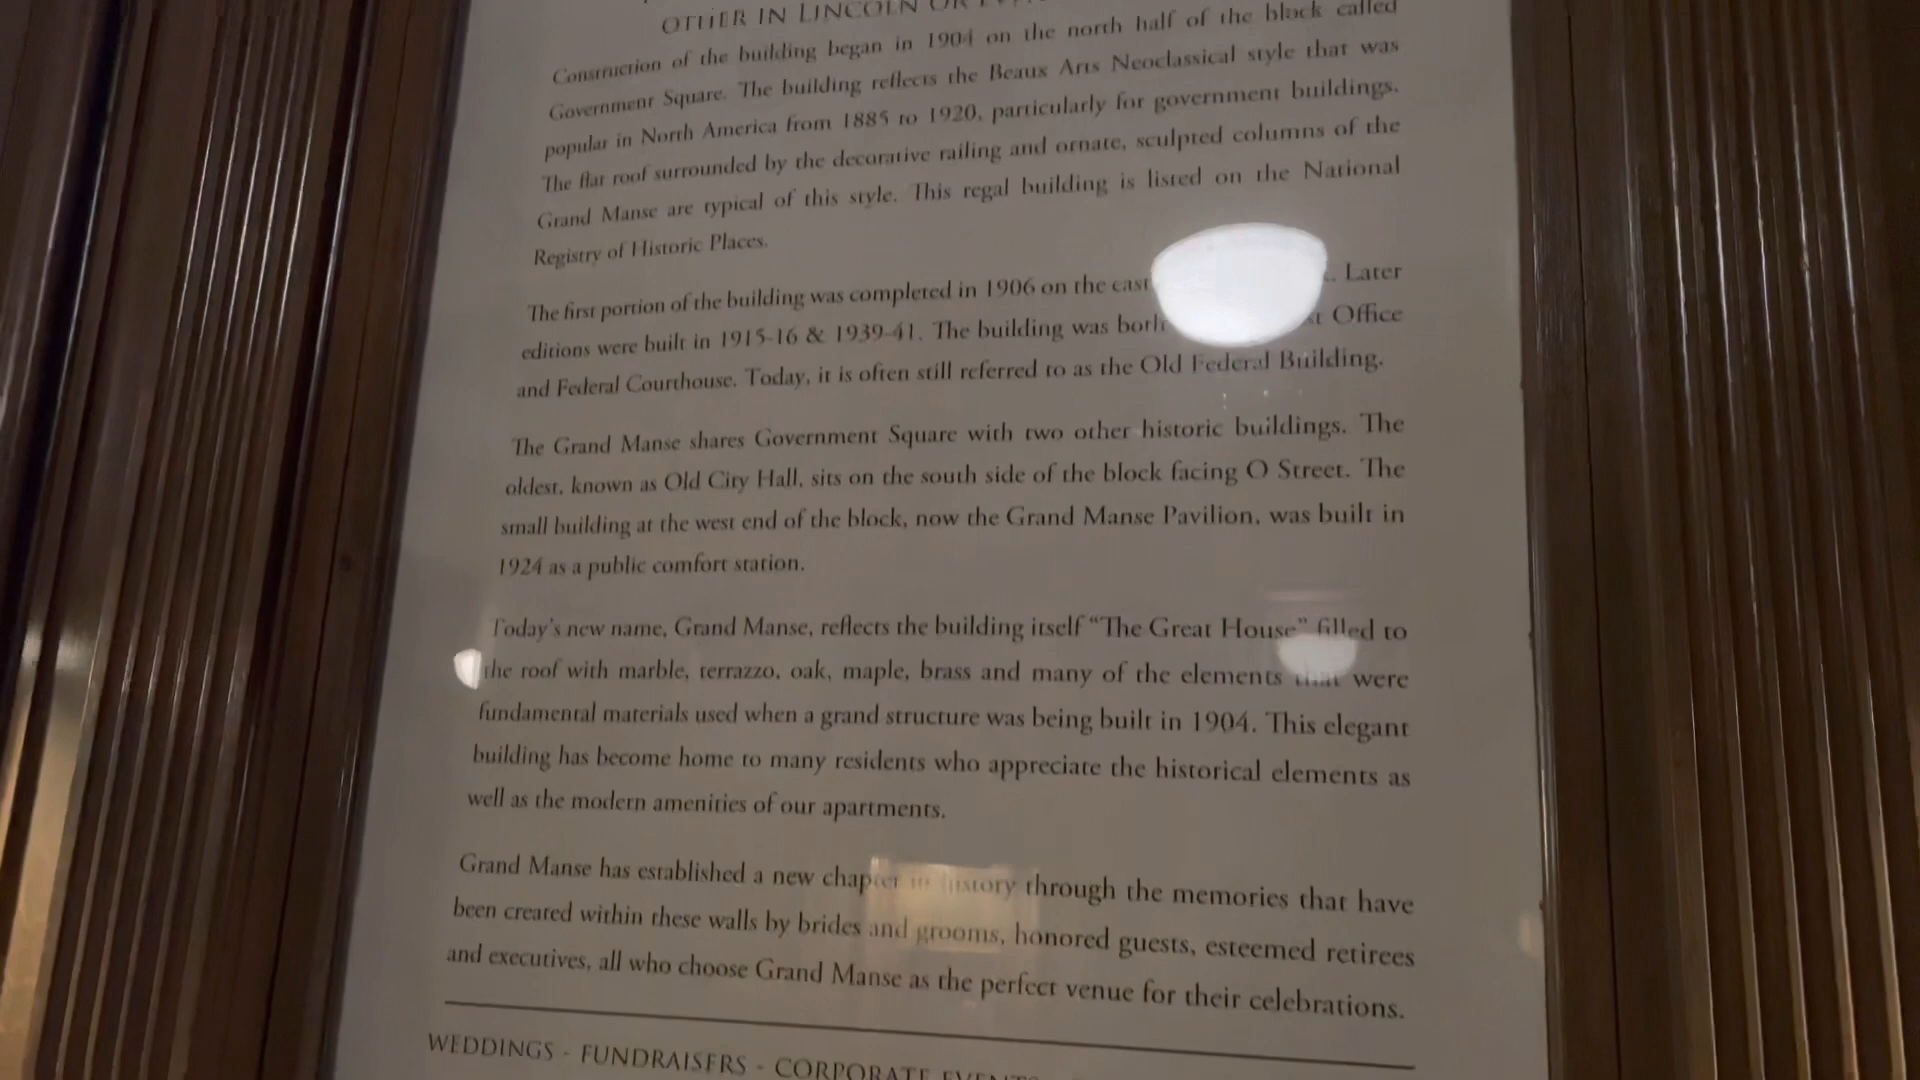 OTHER IN LINCOLN OR
Construction of the building began in 1904 on the north half of the block called
Government Square. The building reflects the Beaux Arts Neoclassical style that was
popular in North America from 1885 to 1920, particularly for government buildings.
The flat roof surrounded by the decorative railing and ornate, sculpted columns of the
Grand Manse are typical of this style. This regal building is listed on the National
Registry of Historic Places.
The first portion of the building was completed in 1906 on the east Later
editions were built in 1915-16 & 1939-41. The building was both Office
and Federal Courthouse. Today, it is often still referred to as the Old Federal Building.
The Grand Manse shares Government Square with two other historic buildings. The
oldest, known as Old City Hall, sits on the south side of the block facing O Street. The
small building at the west end of the block, now the Grand Manse Pavilion, was built in
1924 as a public comfort station.
Today's new name, Grand Manse, reflects the building itself “The Great House” filled to
the roof with marble, terrazzo, oak, maple, brass and many of the elements that were
fundamental materials used when a grand structure was being built in 1904. This elegant
building has become home to many residents who appreciate the historical elements as
well as the modern amenities of our apartments.
Grand Manse has established a new chapter in history through the memories that have
been created within these walls by brides and grooms, honored guests, esteemed retirees
and executives, all who choose Grand Manse as the perfect venue for their celebrations.
WEDDINGS - FUNDRAISERS - CORPORATE EVENTS